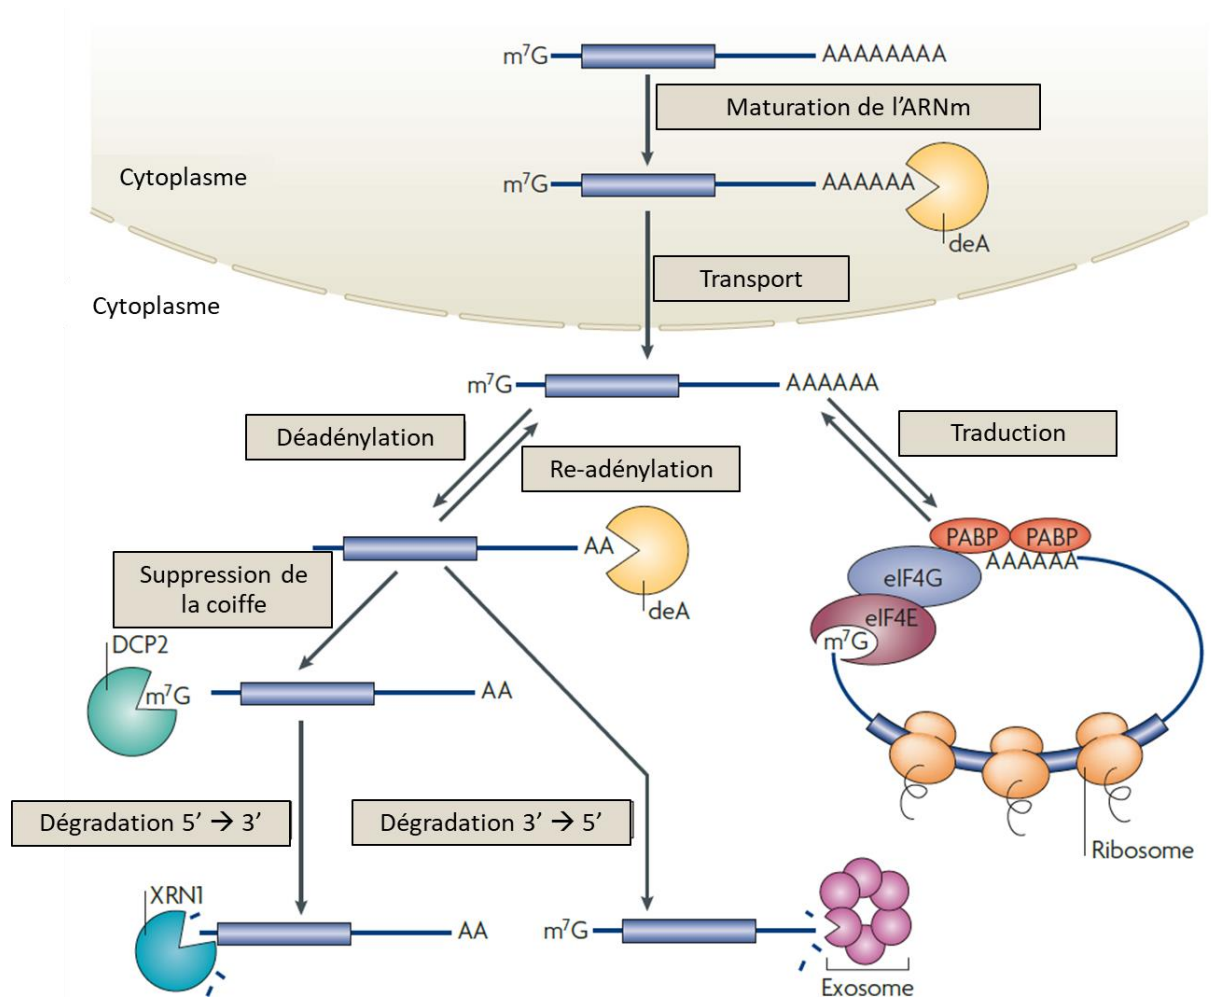 m⁷G AAAAAAAA
Maturation de l'ARNm
Cytoplasme
m⁷G AAAAAA
deA
Transport
Cytoplasme
m⁷G AAAAAA
Déadénylation
Traduction
Re-adénylation
PABP PABP
AAAAAA
AA
eIF4G
Suppression de
la coiffe
deA
eIF4E
m⁷G
DCP2
m⁷G AA
Dégradation 5' → 3'
Dégradation 3' → 5'
Ribosome
XRN1
AA
m⁷G
Exosome